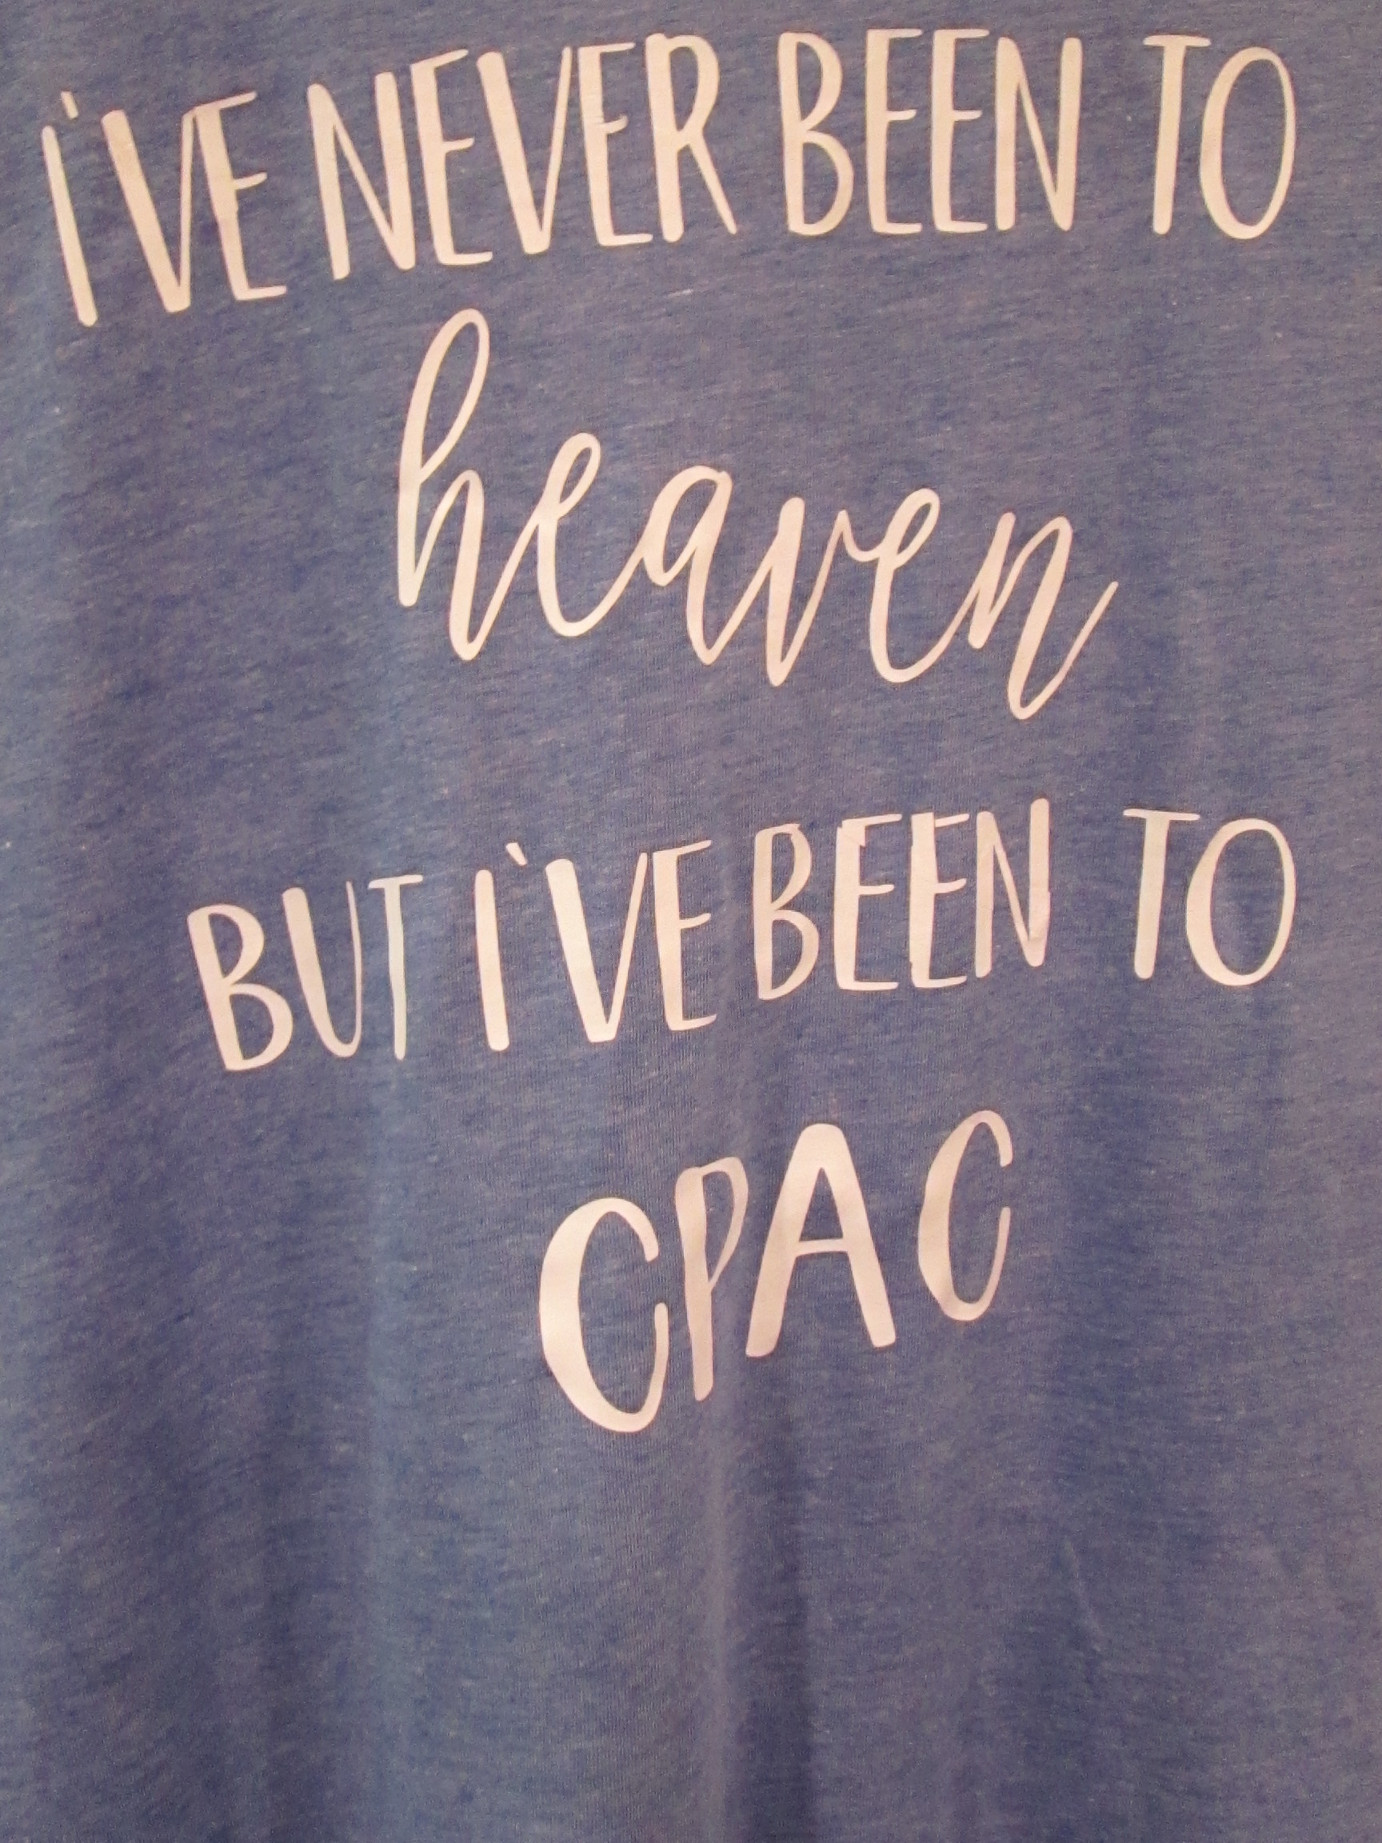 I'VE NEVER BEEN TO
heaven
BUT I'VE BEEN TO
CPAC